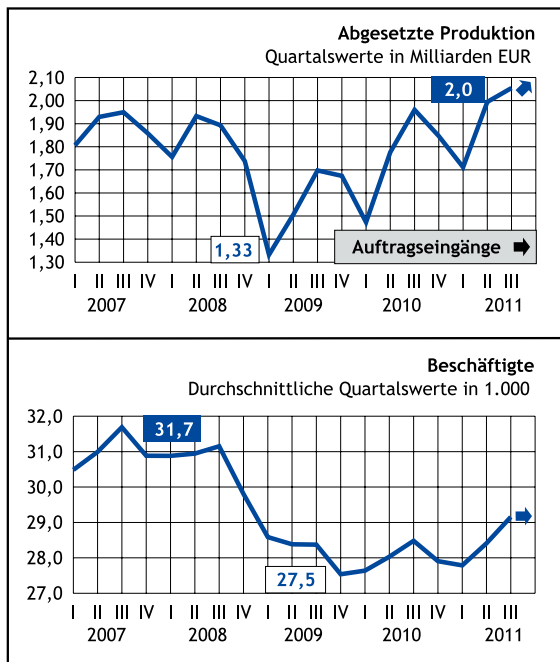 Abgesetzte Produktion
Quartalswerte in Milliarden EUR
2,10
2,00
1,90
1,80
1,70
1,60
1,50
1,40
1,30
2,0
1,33
Auftragseingänge
I II III IV I II III IV I II III IV I II III IV I II III
2007 2008 2009 2010 2011
Beschäftigte
Durchschnittliche Quartalswerte in 1.000
32,0
31,0
30,0
29,0
28,0
27,0
31,7
27,5
I II III IV I II III IV I II III IV I II III IV I II III
2007 2008 2009 2010 2011